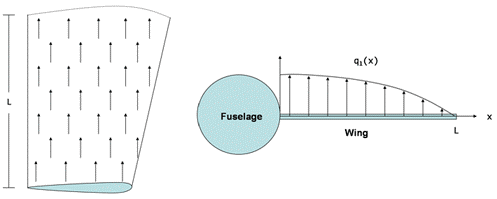 L
q₁(x)
Fuselage
Wing
L
x